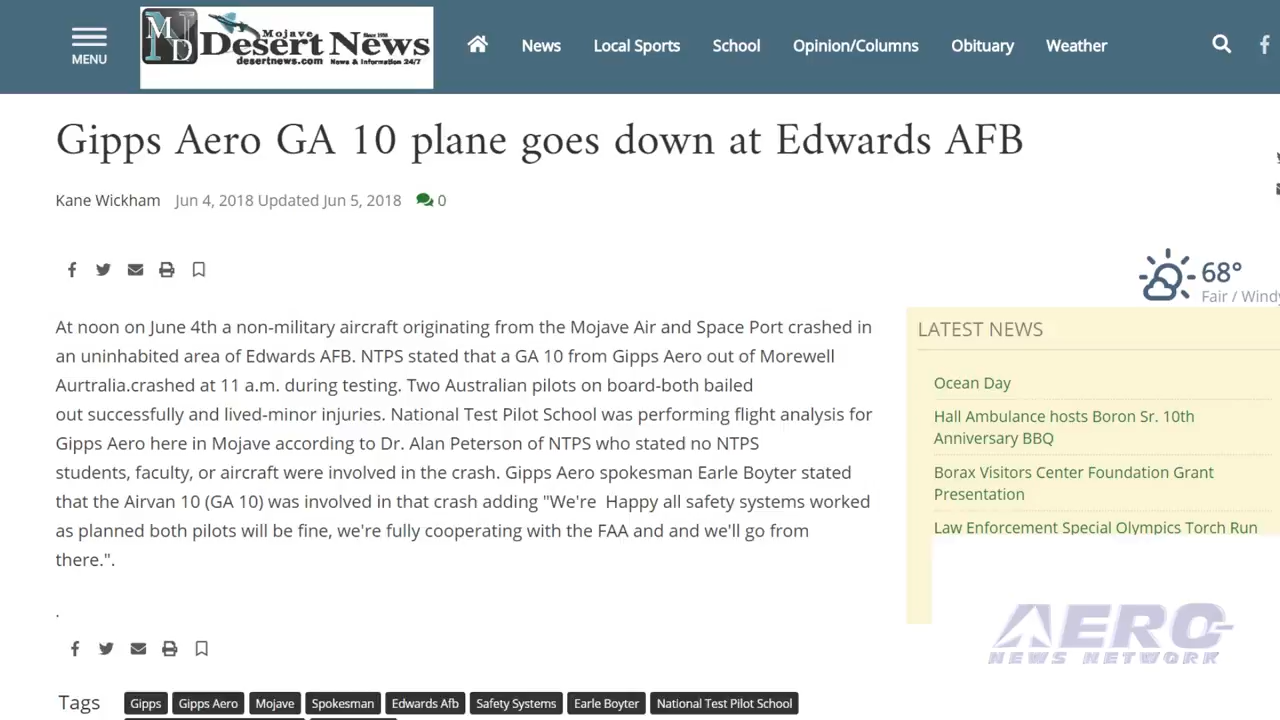 MENU
MD Mojave Since 1938
Desert News
desertnews.com News & Information 24/7
News Local Sports School Opinion/Columns Obituary Weather
Gipps Aero GA 10 plane goes down at Edwards AFB
Kane Wickham Jun 4, 2018 Updated Jun 5, 2018 0
68°
Fair / Windy
At noon on June 4th a non-military aircraft originating from the Mojave Air and Space Port crashed in
an uninhabited area of Edwards AFB. NTPS stated that a GA 10 from Gipps Aero out of Morewell
Aurtralia.crashed at 11 a.m. during testing. Two Australian pilots on board-both bailed
out successfully and lived-minor injuries. National Test Pilot School was performing flight analysis for
Gipps Aero here in Mojave according to Dr. Alan Peterson of NTPS who stated no NTPS
students, faculty, or aircraft were involved in the crash. Gipps Aero spokesman Earle Boyter stated
that the Airvan 10 (GA 10) was involved in that crash adding "We're Happy all safety systems worked
as planned both pilots will be fine, we're fully cooperating with the FAA and and we'll go from
there.".
.
LATEST NEWS
Ocean Day
Hall Ambulance hosts Boron Sr. 10th
Anniversary BBQ
Borax Visitors Center Foundation Grant
Presentation
Law Enforcement Special Olympics Torch Run
AERO
NEWS NETWORK
Tags Gipps Gipps Aero Mojave Spokesman Edwards Afb Safety Systems Earle Boyter National Test Pilot School